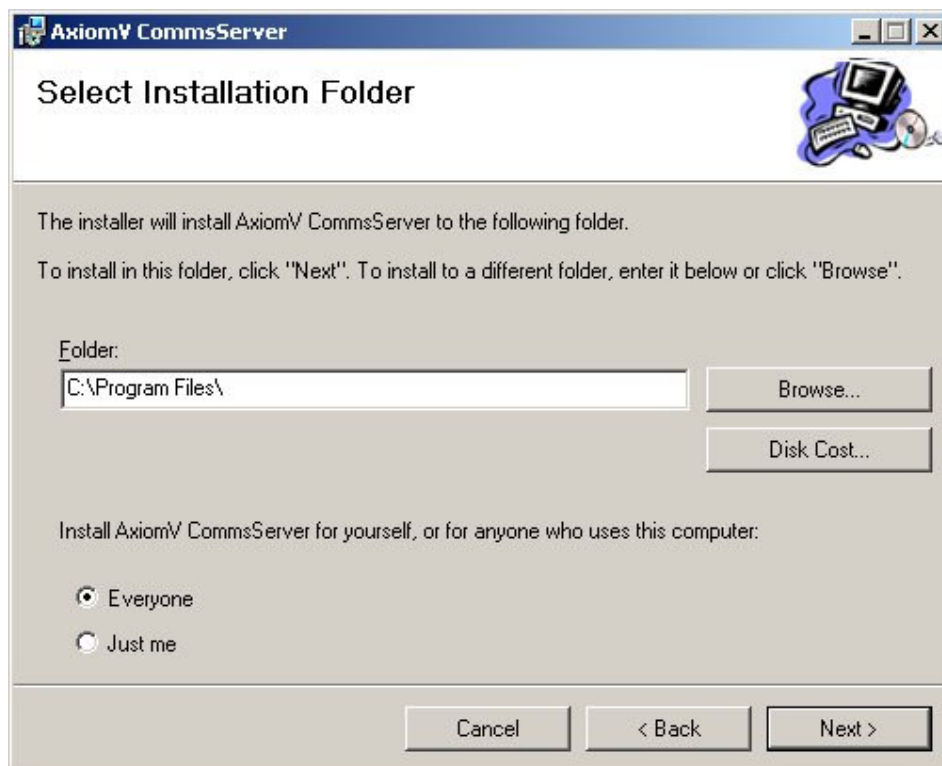 AxiomV CommsServer
Select Installation Folder
The installer will install AxiomV CommsServer to the following folder.
To install in this folder, click "Next". To install to a different folder, enter it below or click "Browse".
Folder:
C:\Program Files\
Browse...
Disk Cost...
Install AxiomV CommsServer for yourself, or for anyone who uses this computer:
Everyone
Just me
Cancel
< Back
Next >